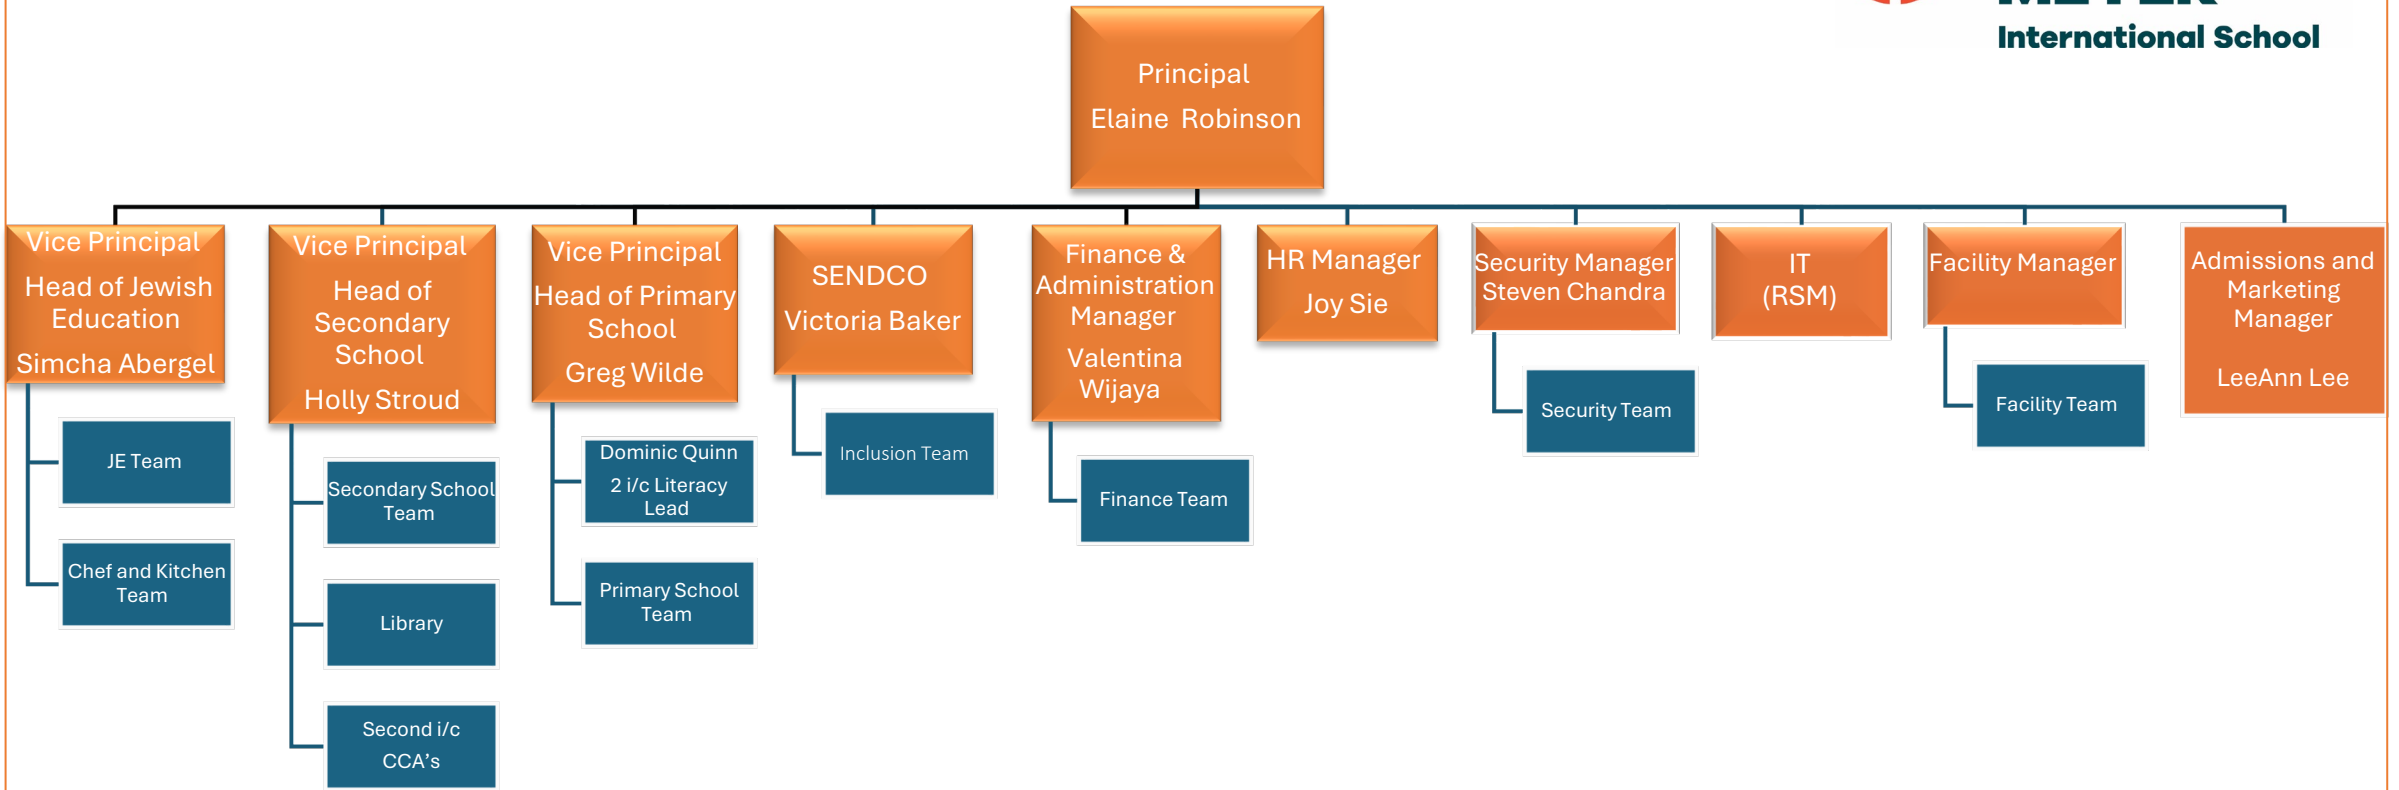 International School
Principal
Elaine Robinson
Vice Principal
Head of Jewish
Education
Simcha Abergel
JE Team
Chef and Kitchen
Team
Vice Principal
Head of
Secondary
School
Holly Stroud
Secondary School
Team
Library
Second i/c
CCA’s
Vice Principal
Head of Primary
School
Greg Wilde
Dominic Quinn
2 i/c Literacy
Lead
Primary School
Team
SENDCO
Victoria Baker
Inclusion Team
Finance &
Administration
Manager
Valentina
Wijaya
Finance Team
HR Manager
Joy Sie
Security Manager
Steven Chandra
Security Team
IT
(RSM)
Facility Manager
Facility Team
Admissions and
Marketing
Manager
LeeAnn Lee